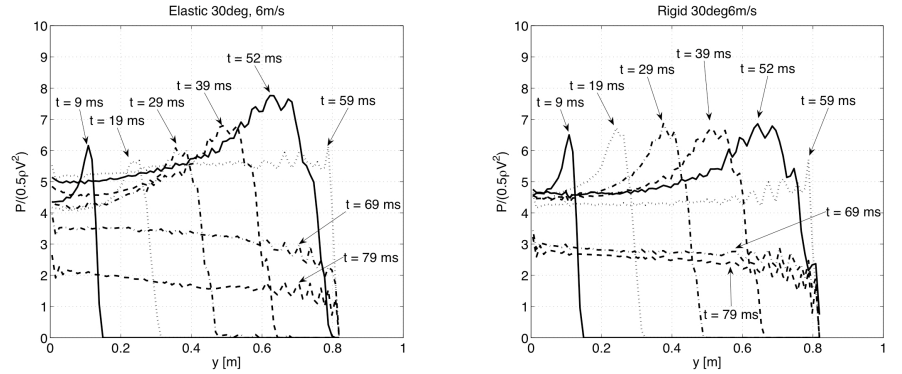 Elastic 30deg, 6m/s
10
9
8
7
6
5
4
3
2
1
0
P/(0.5ρV²)
t = 9 ms
t = 19 ms
t = 29 ms
t = 39 ms
t = 52 ms
t = 59 ms
t = 69 ms
t = 79 ms
0 0.2 0.4 0.6 0.8 1
y [m]
Rigid 30deg6m/s
10
9
8
7
6
5
4
3
2
1
0
P/(0.5ρV²)
t = 9 ms
t = 19 ms
t = 29 ms
t = 39 ms
t = 52 ms
t = 59 ms
t = 69 ms
t = 79 ms
0 0.2 0.4 0.6 0.8 1
y [m]